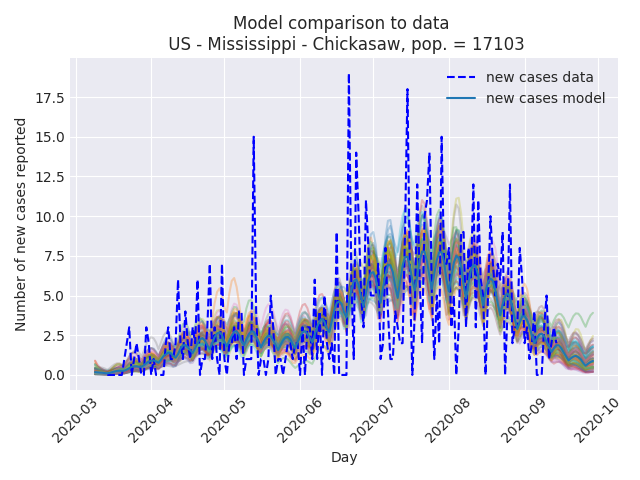 Model comparison to data
US - Mississippi - Chickasaw, pop. = 17103
new cases data
new cases model
17.5
15.0
12.5
10.0
7.5
5.0
2.5
0.0
Number of new cases reported
2020-03
2020-04
2020-05
2020-06
2020-07
2020-08
2020-09
2020-10
Day